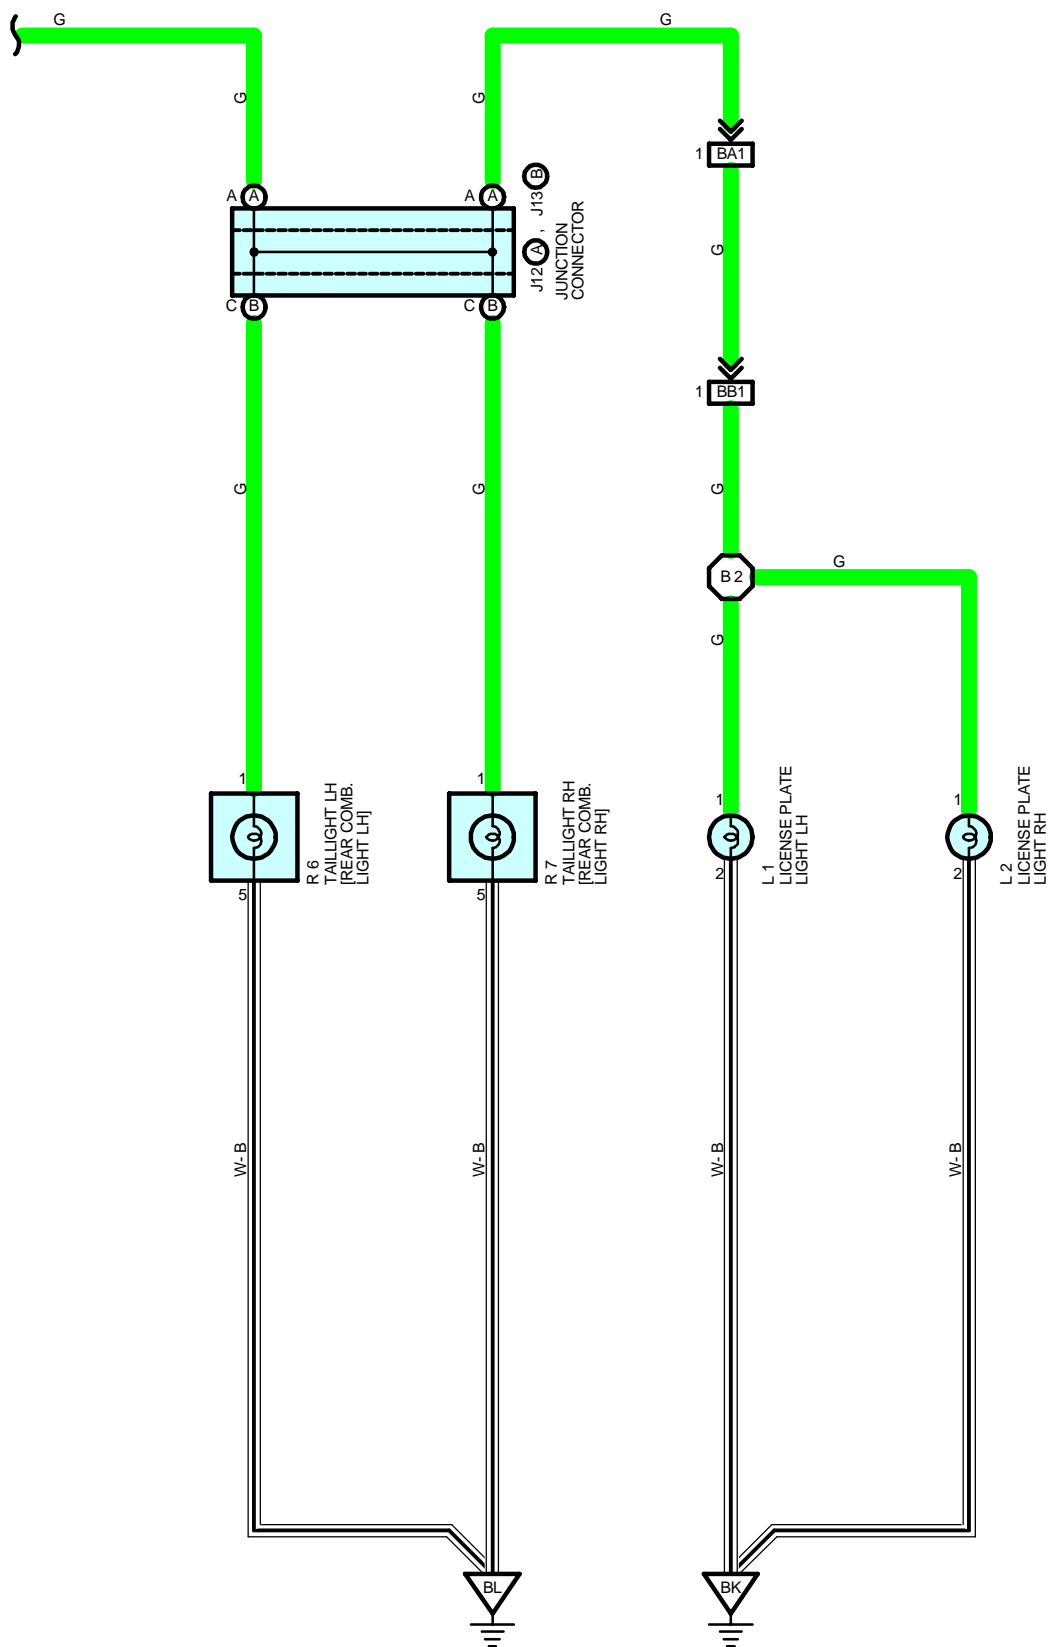 G
G
G
G
1 BA1
A A
A A
J12 A , J13 B
JUNCTION
CONNECTOR
G
C B
C B
1 BB1
G
G
G
B 2
G
G
1
R 6
TAILLIGHT LH
[REAR COMB.
LIGHT LH]
5
1
R 7
TAILLIGHT RH
[REAR COMB.
LIGHT RH]
5
1
L 1
LICENSE PLATE
LIGHT LH
2
1
L 2
LICENSE PLATE
LIGHT RH
2
W- B
W- B
W- B
W- B
BL
BK